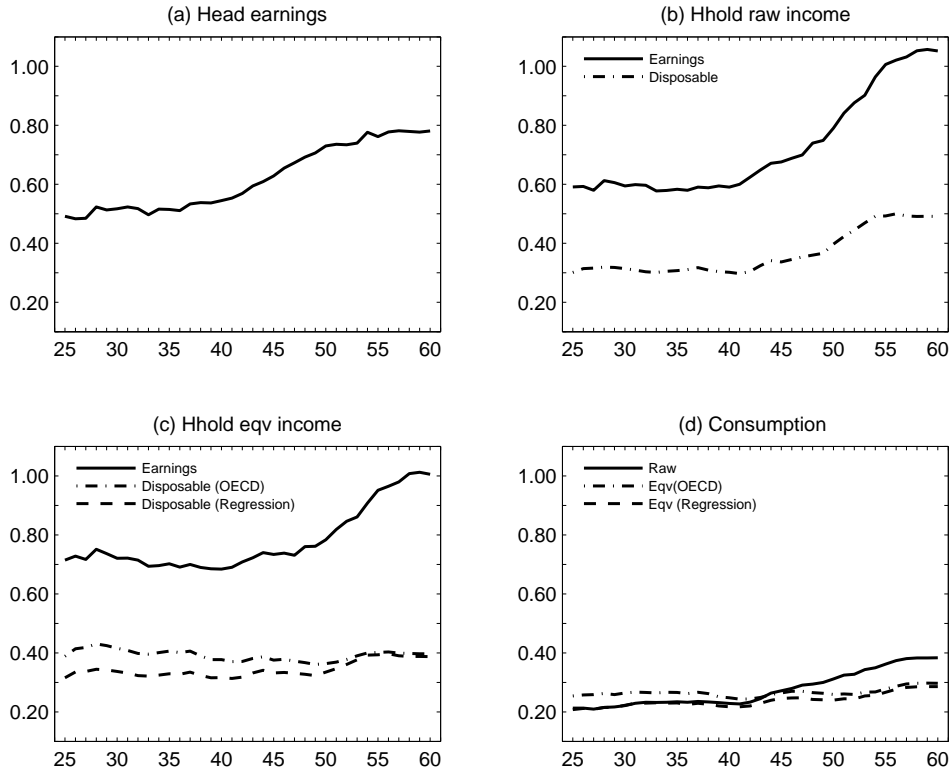 (a) Head earnings
1.00
0.80
0.60
0.40
0.20
25 30 35 40 45 50 55 60
(b) Hhold raw income
Earnings
Disposable
1.00
0.80
0.60
0.40
0.20
25 30 35 40 45 50 55 60
(c) Hhold eqv income
Earnings
Disposable (OECD)
Disposable (Regression)
1.00
0.80
0.60
0.40
0.20
25 30 35 40 45 50 55 60
(d) Consumption
Raw
Eqv(OECD)
Eqv (Regression)
1.00
0.80
0.60
0.40
0.20
25 30 35 40 45 50 55 60